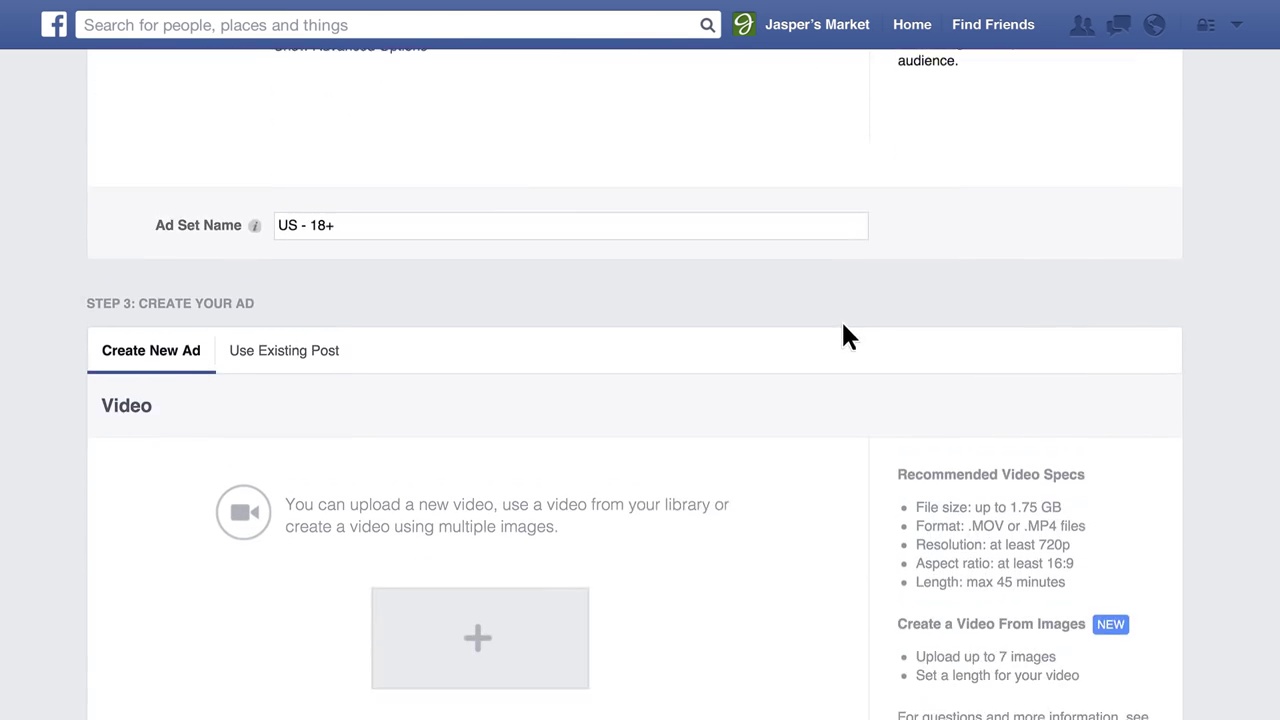 Search for people, places and things
Jasper's Market
Home
Find Friends
Show Advanced Options
audience.
Ad Set Name
US - 18+
STEP 3: CREATE YOUR AD
Create New Ad
Use Existing Post
Video
You can upload a new video, use a video from your library or
create a video using multiple images.
Recommended Video Specs
File size: up to 1.75 GB
Format: .MOV or .MP4 files
Resolution: at least 720p
Aspect ratio: at least 16:9
Length: max 45 minutes
Create a Video From Images NEW
Upload up to 7 images
Set a length for your video
For questions and more information, see